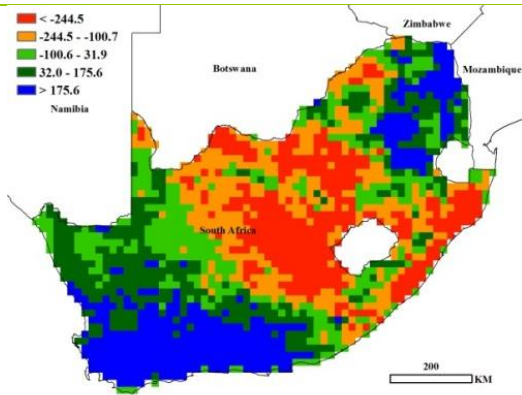 < -244.5
-244.5 - -100.7
-100.6 - 31.9
32.0 - 175.6
> 175.6
Namibia
Botswana
Zimbabwe
Mozambique
South Africa
200
KM